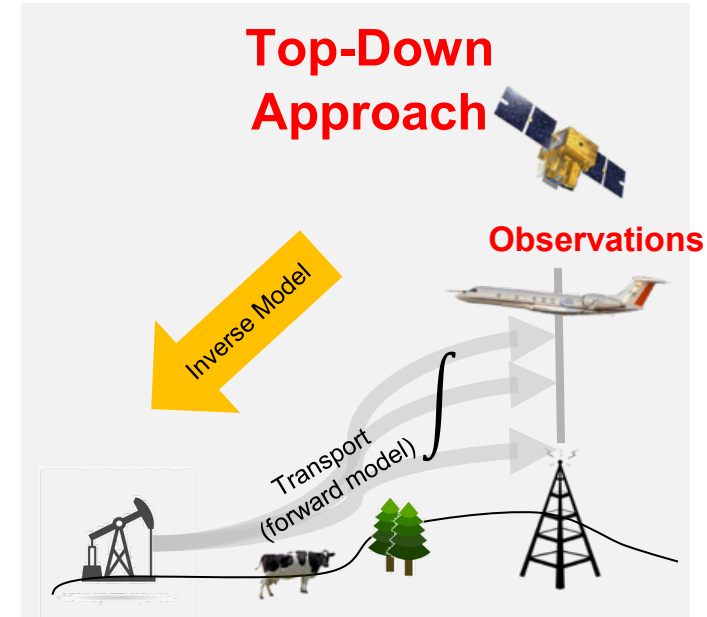 Top-Down
Approach
Observations
Inverse Model
∫
Transport
(forward model)